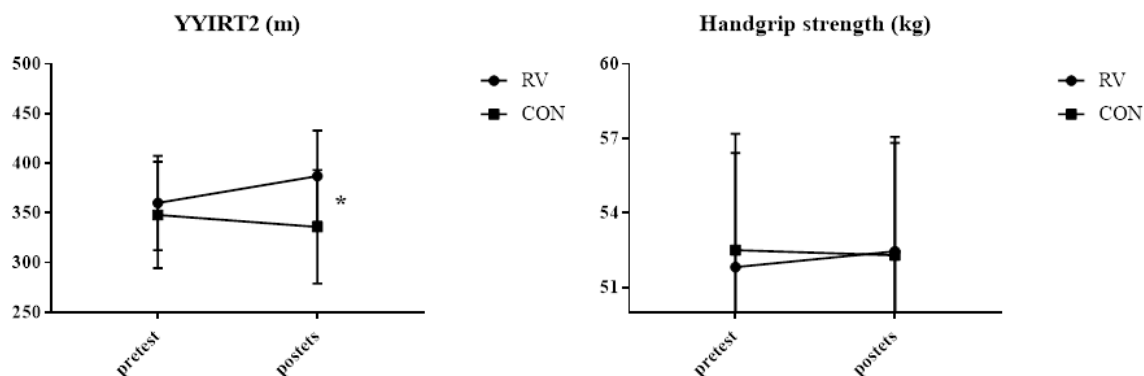 YYIRT2 (m)
500
450
400
350
300
250
pretest
postets
*
RV
CON
Handgrip strength (kg)
60
57
54
51
pretest
postets
RV
CON